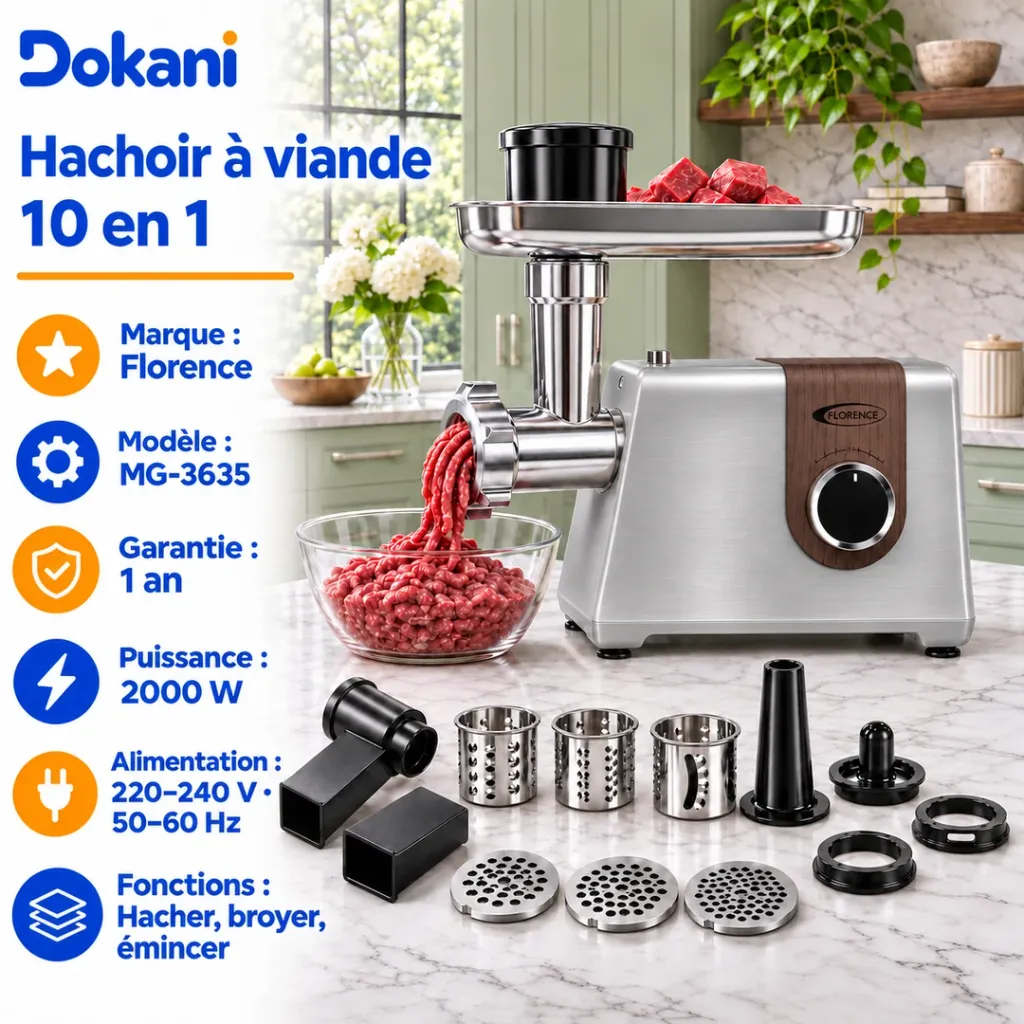 Dokani
Hachoir à viande
10 en 1
Marque :
Florence
Modèle :
MG-3635
Garantie :
1 an
Puissance :
2000 W
Alimentation :
220–240 V •
50–60 Hz
Fonctions :
Hacher, broyer,
émincer
FLORENCE